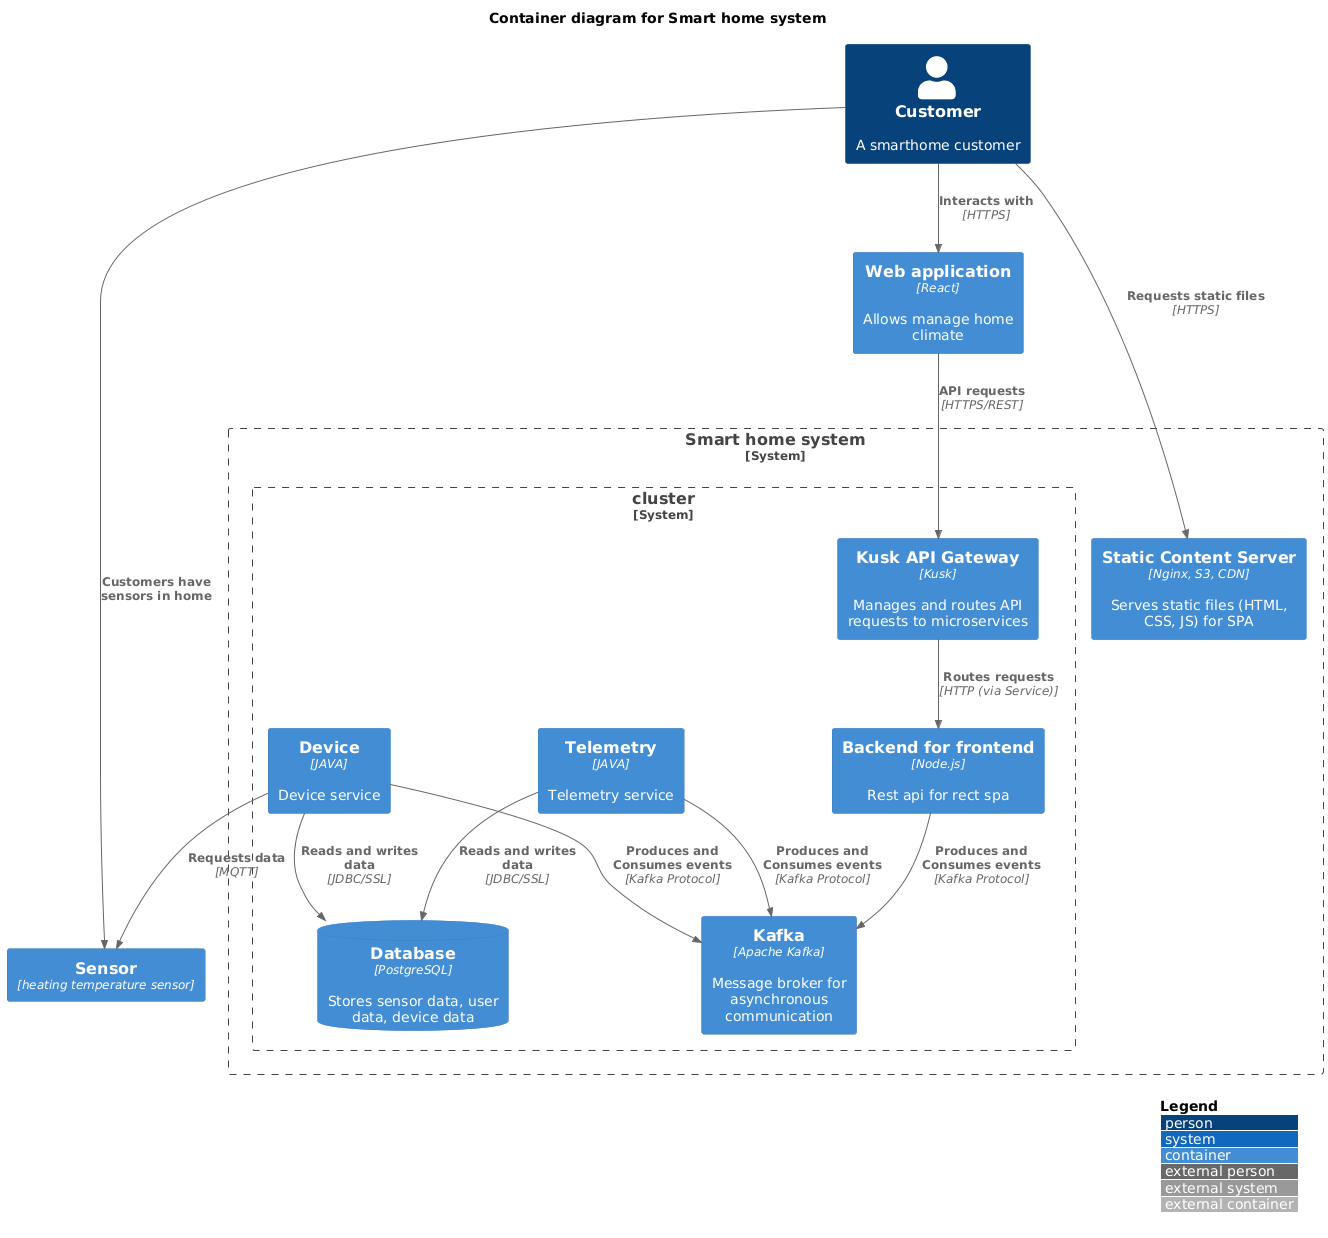 Container diagram for Smart home system
Customer
A smarthome customer
Interacts with
[HTTPS]
Web application
[React]
Allows manage home
climate
Requests static files
[HTTPS]
API requests
[HTTPS/REST]
Smart home system
[System]
cluster
[System]
Kusk API Gateway
[Kusk]
Manages and routes API
requests to microservices
Static Content Server
[Nginx, S3, CDN]
Serves static files (HTML,
CSS, JS) for SPA
Customers have
sensors in home
Routes requests
[HTTP (via Service)]
Device
[JAVA]
Device service
Telemetry
[JAVA]
Telemetry service
Backend for frontend
[Node.js]
Rest api for rect spa
Requests data
[MQTT]
Reads and writes
data
[JDBC/SSL]
Reads and writes
data
[JDBC/SSL]
Produces and
Consumes events
[Kafka Protocol]
Produces and
Consumes events
[Kafka Protocol]
Produces and
Consumes events
[Kafka Protocol]
Sensor
[heating temperature sensor]
Database
[PostgreSQL]
Stores sensor data, user
data, device data
Kafka
[Apache Kafka]
Message broker for
asynchronous
communication
Legend
person
system
container
external person
external system
external container